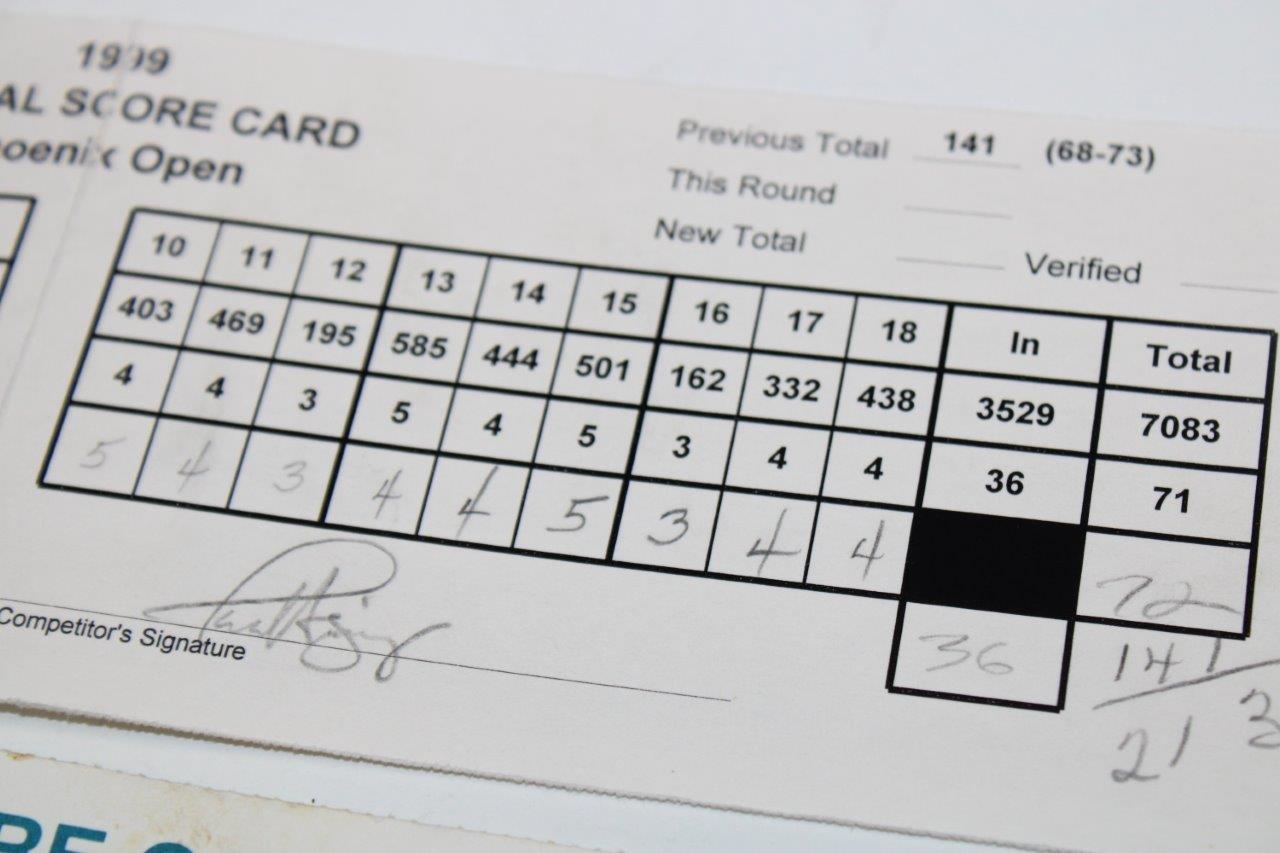 1999
AL SCORE CARD
oenix Open
Previous Total 141 (68-73)
This Round
New Total
Verified
10 11 12 13 14 15 16 17 18 In Total
403 469 195 585 444 501 162 332 438 3529 7083
4 4 3 5 4 5 3 4 4 36 71
5 4 3 4 4 5 3 4 4 72
36
141
213
Competitor's Signature
RE